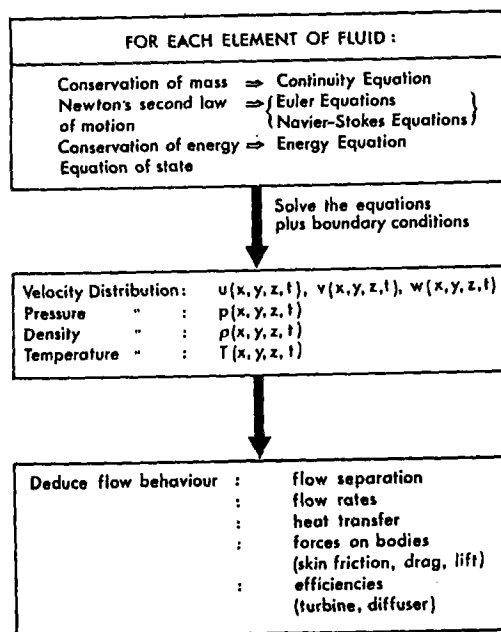 FOR EACH ELEMENT OF FLUID :
Conservation of mass ⇒ Continuity Equation
Newton's second law ⇒ { Euler Equations }
of motion { Navier-Stokes Equations }
Conservation of energy ⇒ Energy Equation
Equation of state
Solve the equations
plus boundary conditions
Velocity Distribution : u(x,y,z,t), v(x,y,z,t), w(x,y,z,t)
Pressure " : p(x,y,z,t)
Density " : ρ(x,y,z,t)
Temperature " : T(x,y,z,t)
Deduce flow behaviour : flow separation
: flow rates
: heat transfer
: forces on bodies
(skin friction, drag, lift)
: efficiencies
(turbine, diffuser)